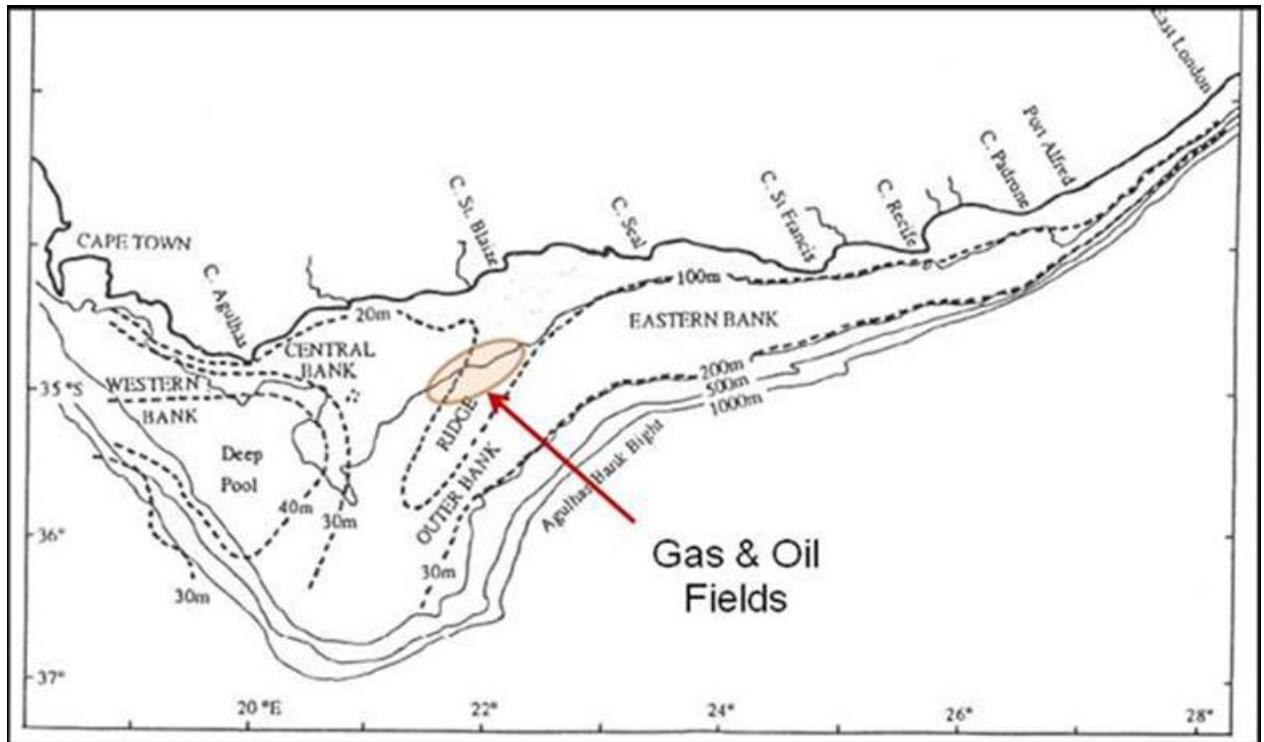 East London
Port Alfred
C. Padrone
C. Recife
C. St Francis
C. Seal
C. St. Blaize
CAPE TOWN
C. Agulhas
100m
20m
EASTERN BANK
CENTRAL
BANK
200m
500m
1000m
35 °S
WESTERN
BANK
RIDGE
Deep
Pool
OUTER BANK
Agulhas Bank Bight
40m
30m
36°
30m
30m
Gas & Oil
Fields
37°
20 °E
22°
24°
26°
28°